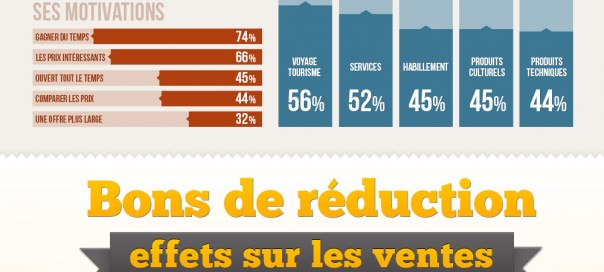 SES MOTIVATIONS
GAGNER DU TEMPS 74%
LES PRIX INTÉRESSANTS 66%
OUVERT TOUT LE TEMPS 45%
COMPARER LES PRIX 44%
UNE OFFRE PLUS LARGE 32%
VOYAGE
TOURISME
56%
SERVICES
52%
HABILLEMENT
45%
PRODUITS
CULTURELS
45%
PRODUITS
TECHNIQUES
44%
Bons de réduction
effets sur les ventes